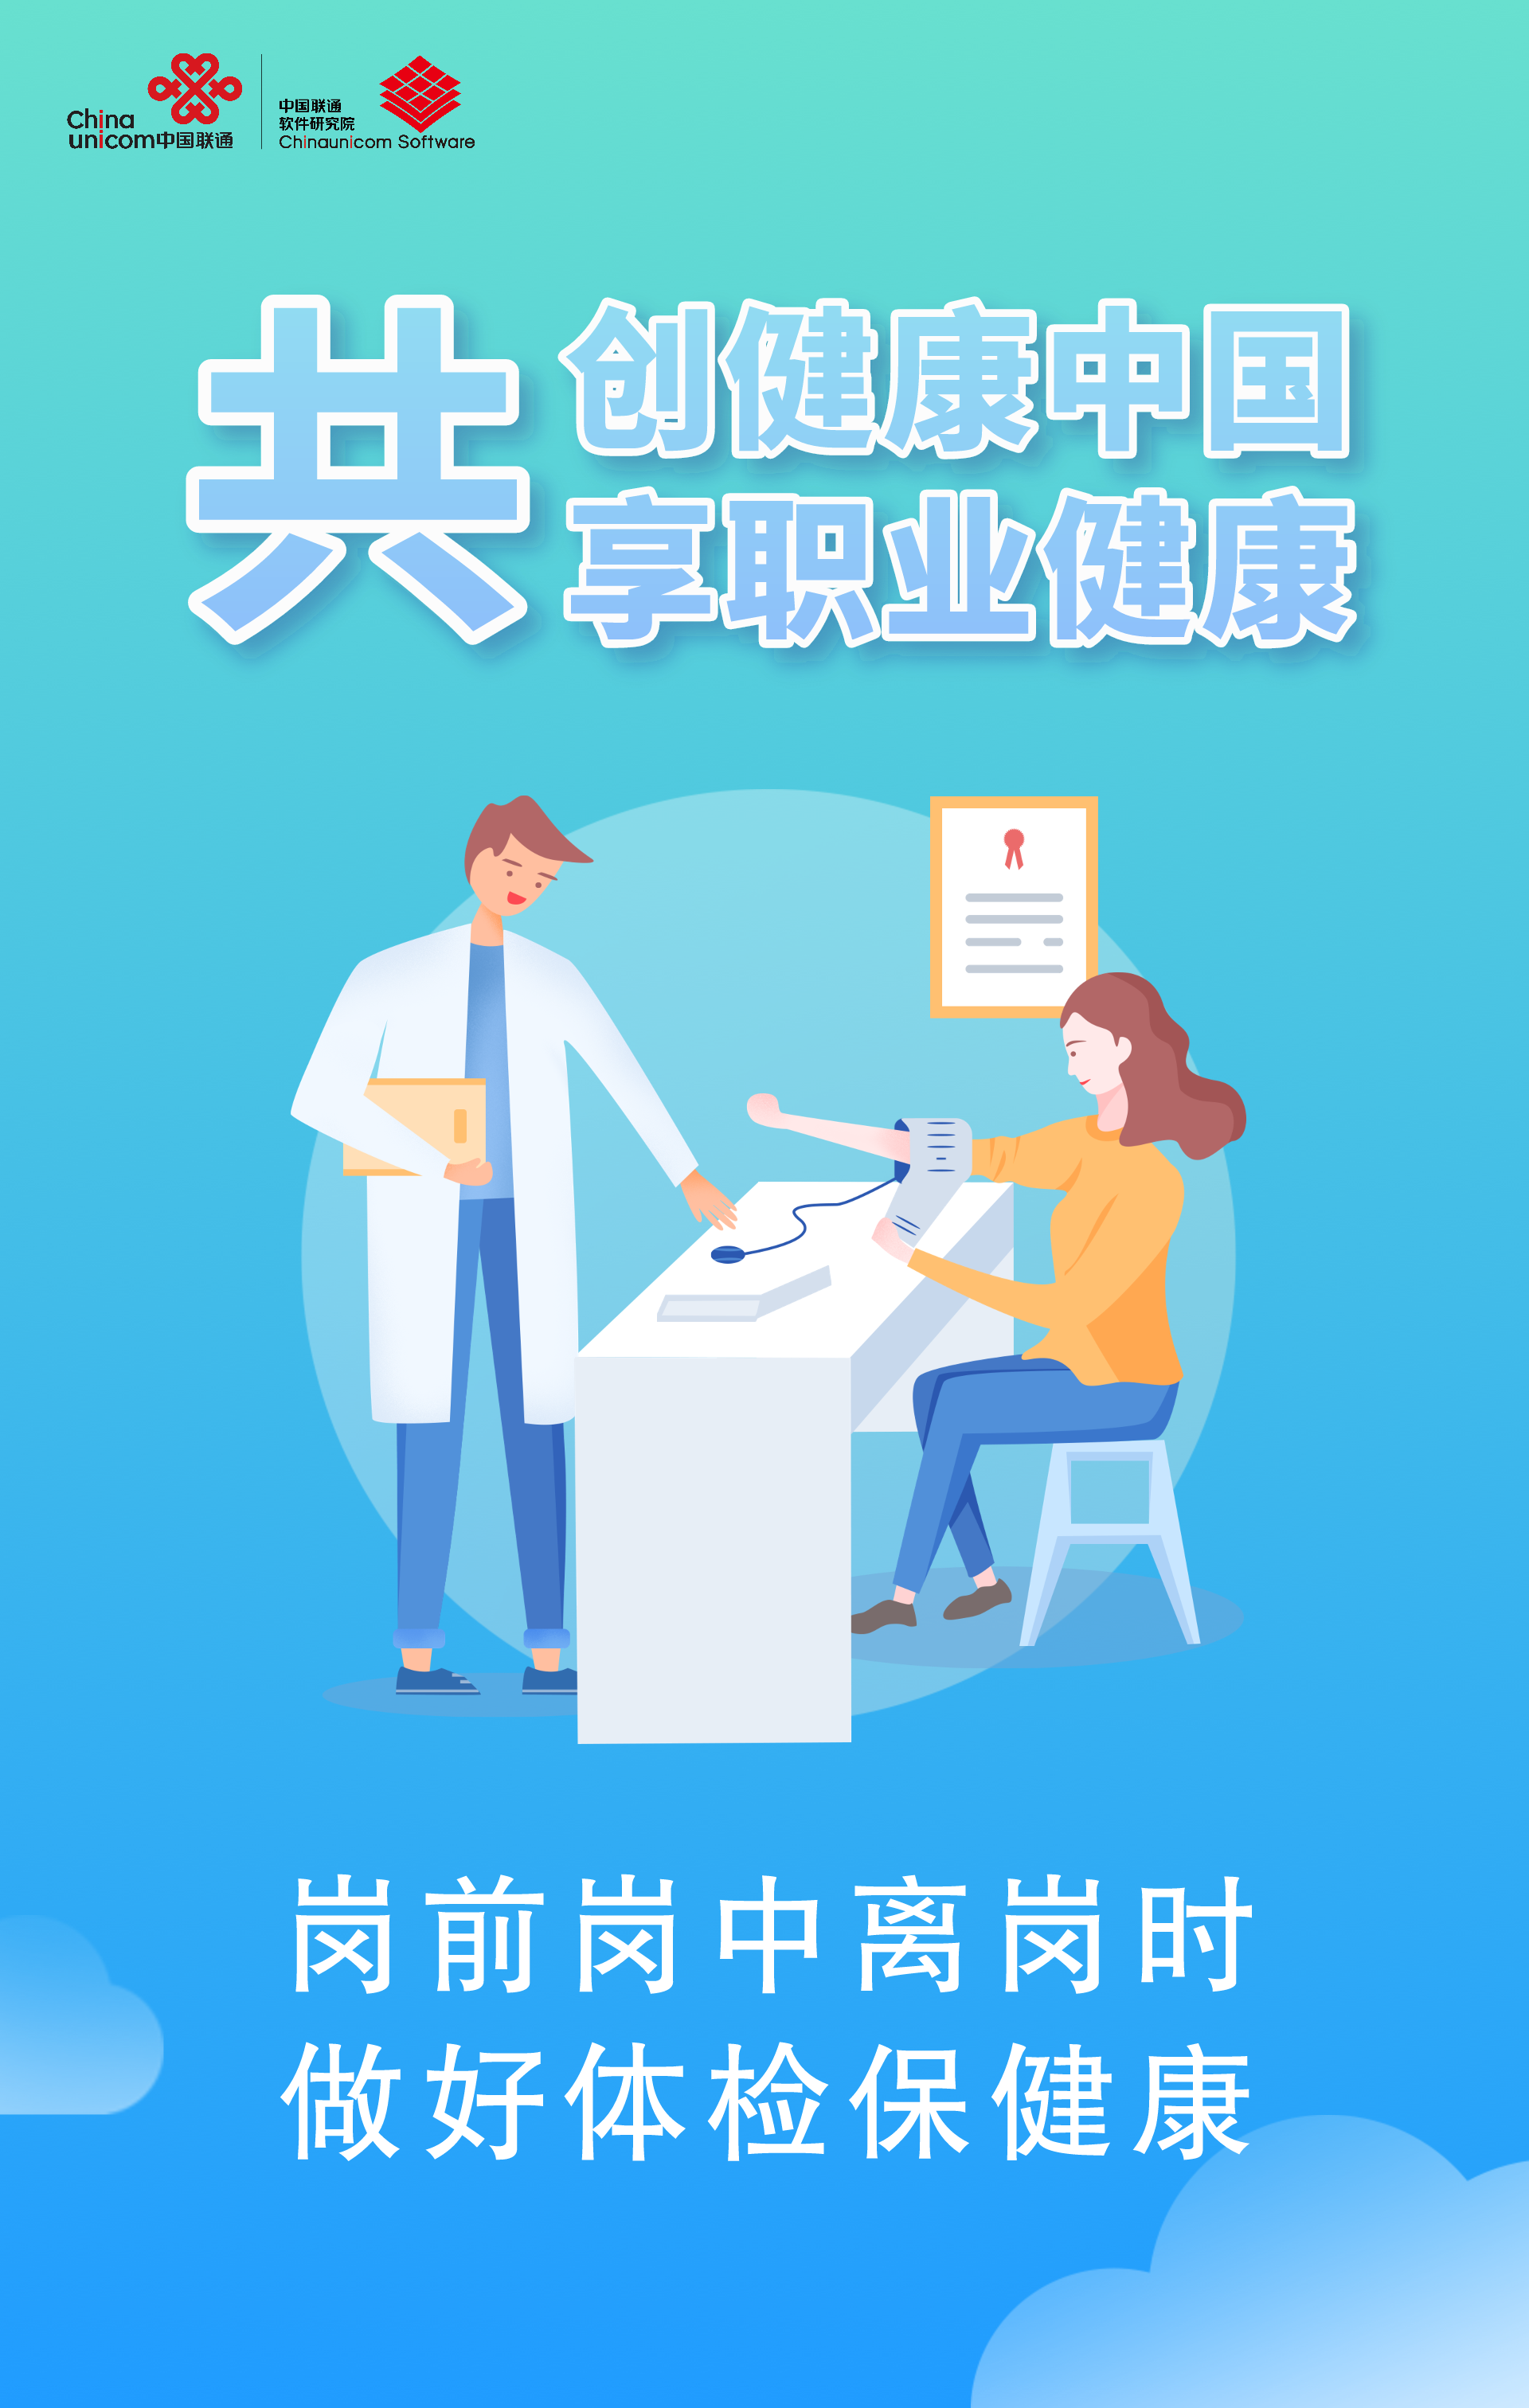 China
unicom中国联通
中国联通
软件研究院
Chinaunicom Software
共
创健康中国
享职业健康
岗前岗中离岗时
做好体检保健康